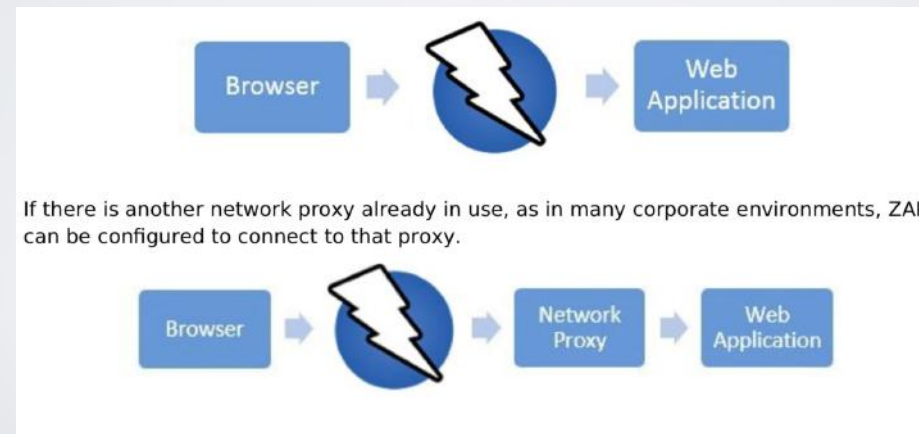 Browser
Web
Application
If there is another network proxy already in use, as in many corporate environments, ZAP
can be configured to connect to that proxy.
Browser
Network
Proxy
Web
Application